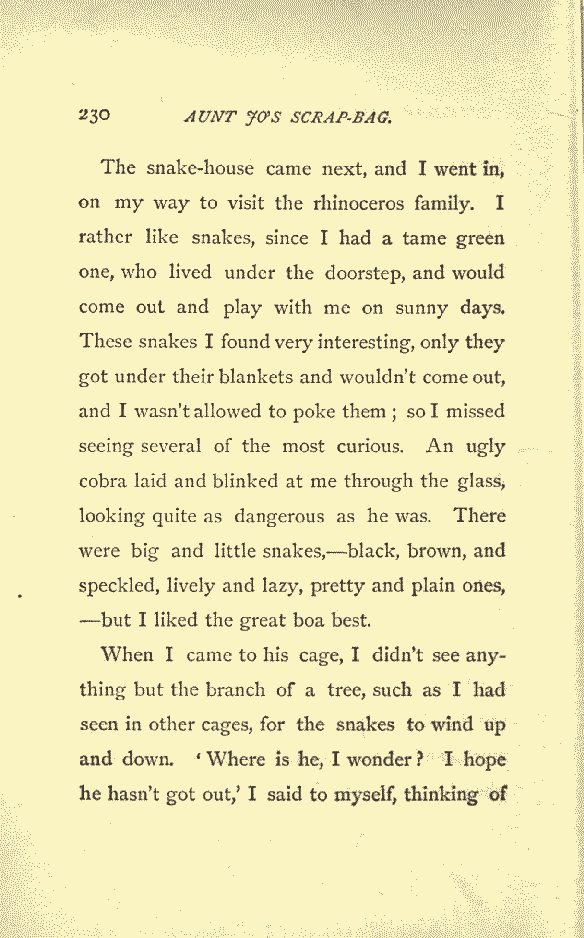 230 AUNT JO'S SCRAP-BAG.
The snake-house came next, and I went in,
on my way to visit the rhinoceros family. I
rather like snakes, since I had a tame green
one, who lived under the doorstep, and would
come out and play with me on sunny days.
These snakes I found very interesting, only they
got under their blankets and wouldn't come out,
and I wasn't allowed to poke them ; so I missed
seeing several of the most curious. An ugly
cobra laid and blinked at me through the glass,
looking quite as dangerous as he was. There
were big and little snakes,—black, brown, and
speckled, lively and lazy, pretty and plain ones,
—but I liked the great boa best.
When I came to his cage, I didn't see any-
thing but the branch of a tree, such as I had
seen in other cages, for the snakes to wind up
and down. ‘Where is he, I wonder? I hope
he hasn't got out,’ I said to myself, thinking of